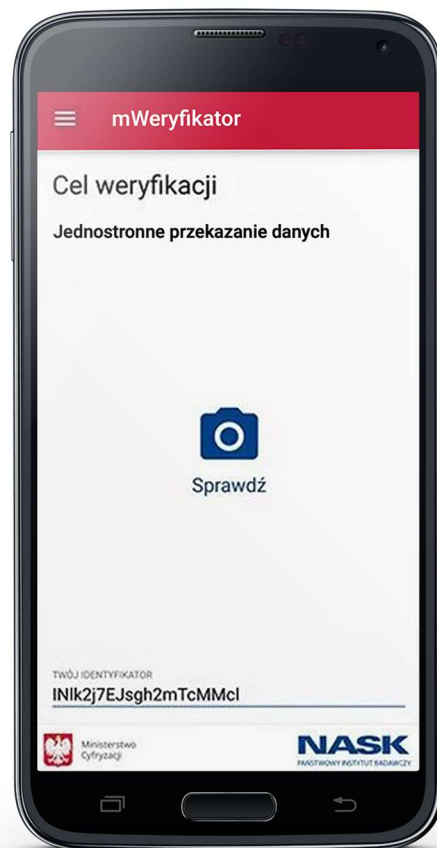 mWeryfikator
Cel weryfikacji
Jednostronne przekazanie danych
Sprawdź
TWÓJ IDENTYFIKATOR
INlk2j7EJsgh2mTcMMcl
Ministerstwo
Cyfryzacji
NASK
PAŃSTWOWY INSTYTUT BADAWCZY